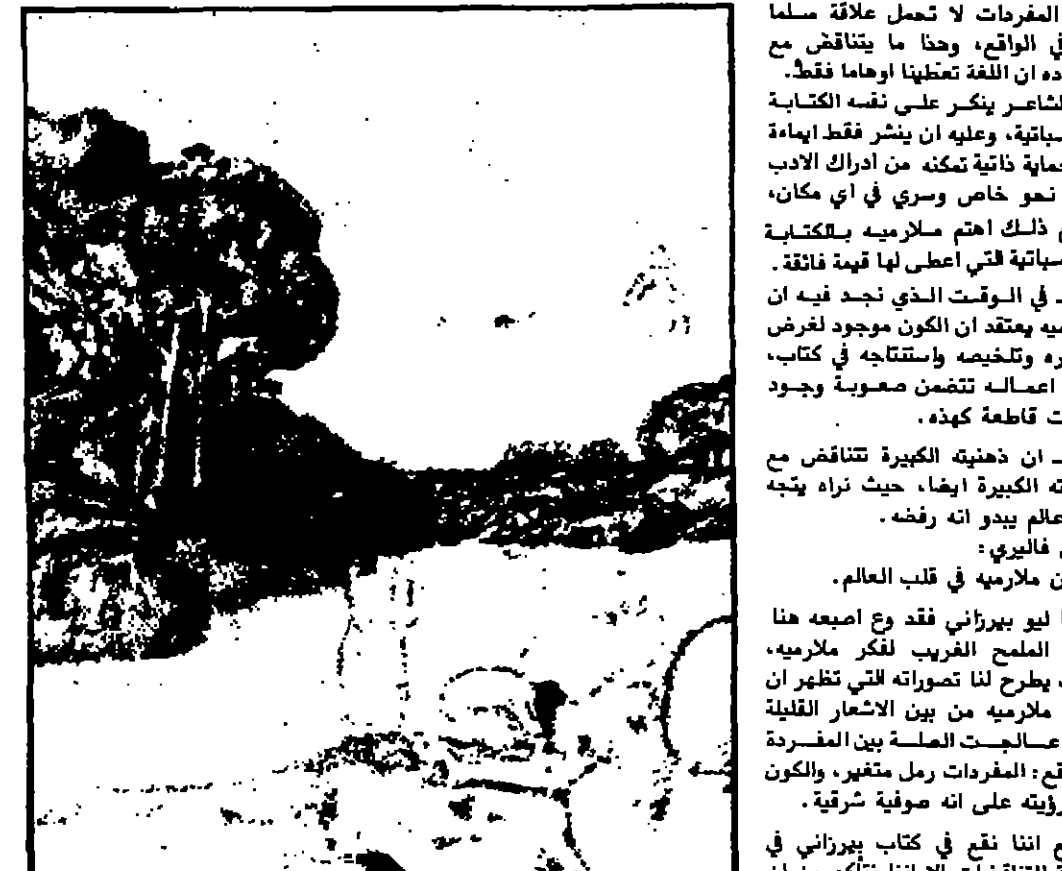 المفردات لا تحمل علاقة مسلما
في الواقع، وهذا ما يتناقض مع
ده ان اللغة تعطينا اوهاما فقط.
لشاعر ينكر على نفسه الكتابة
سباتية، وعليه ان ينشر فقط ايماءة
حماية ذاتية تمكنه من ادراك الادب
نحو خاص وسري في اي مكان،
ذلك اهتم ملارميه بالكتابة
سباتية التي اعطى لها قيمة فائقة.
ـ في الوقت الذي نجد فيه ان
ميه يعتقد ان الكون موجود لغرض
ره وتلخيصه واستنتاجه في كتاب،
اعماله تتضمن صعوبة وجود
ت قاطعة كهذه.
ـ ان ذهنيته الكبيرة تتناقض مع
ته الكبيرة ايضا، حيث نراه يتجه
عالم يبدو انه رفضه.
فاليري:
ن ملارميه في قلب العالم.
ا ليو بيرزاني فقد وع اصبعه هنا
الملمح الغريب لفكر ملارميه،
يطرح لنا تصوراته التي تظهر ان
ملارميه من بين الاشعار القليلة
عالجت الصلة بين المفردة
قع: المفردات رمل متغير، والكون
رؤيته على انه صوفية شرقية.
ع اننا نقع في كتاب بيرزاني في